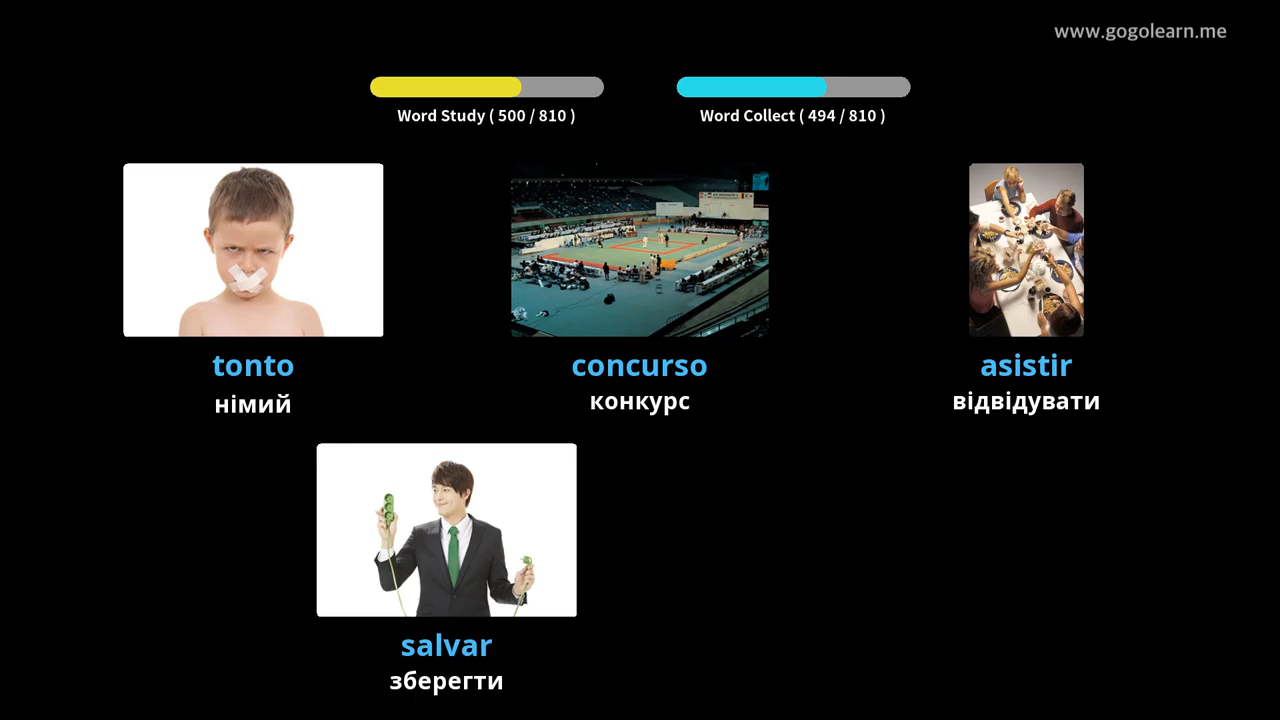 www.gogolearn.me
Word Study ( 500 / 810 )
Word Collect ( 494 / 810 )
tonto
німий
concurso
конкурс
asistir
відвідувати
salvar
зберегти